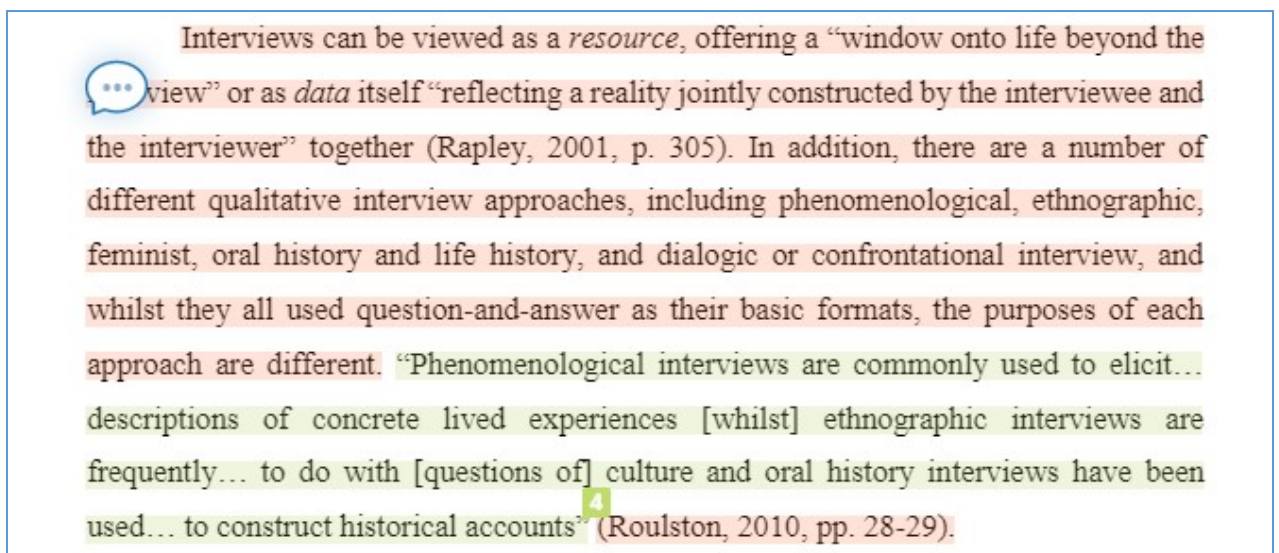 Interviews can be viewed as a resource, offering a “window onto life beyond the
view” or as data itself “reflecting a reality jointly constructed by the interviewee and
the interviewer” together (Rapley, 2001, p. 305). In addition, there are a number of
different qualitative interview approaches, including phenomenological, ethnographic,
feminist, oral history and life history, and dialogic or confrontational interview, and
whilst they all used question-and-answer as their basic formats, the purposes of each
approach are different. “Phenomenological interviews are commonly used to elicit…
descriptions of concrete lived experiences [whilst] ethnographic interviews are
frequently… to do with [questions of] culture and oral history interviews have been
4
used… to construct historical accounts” (Roulston, 2010, pp. 28-29).